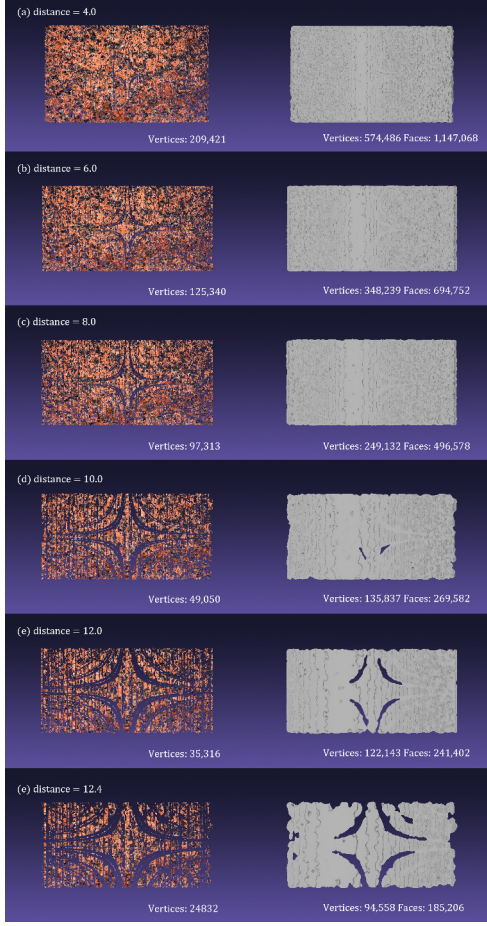 (a) distance = 4.0
Vertices: 209,421
Vertices: 574,486 Faces: 1,147,068
(b) distance = 6.0
Vertices: 125,340
Vertices: 348,239 Faces: 694,752
(c) distance = 8.0
Vertices: 97,313
Vertices: 249,132 Faces: 496,578
(d) distance = 10.0
Vertices: 49,050
Vertices: 135,837 Faces: 269,582
(e) distance = 12.0
Vertices: 35,316
Vertices: 122,143 Faces: 241,402
(e) distance = 12.4
Vertices: 24832
Vertices: 94,558 Faces: 185,206